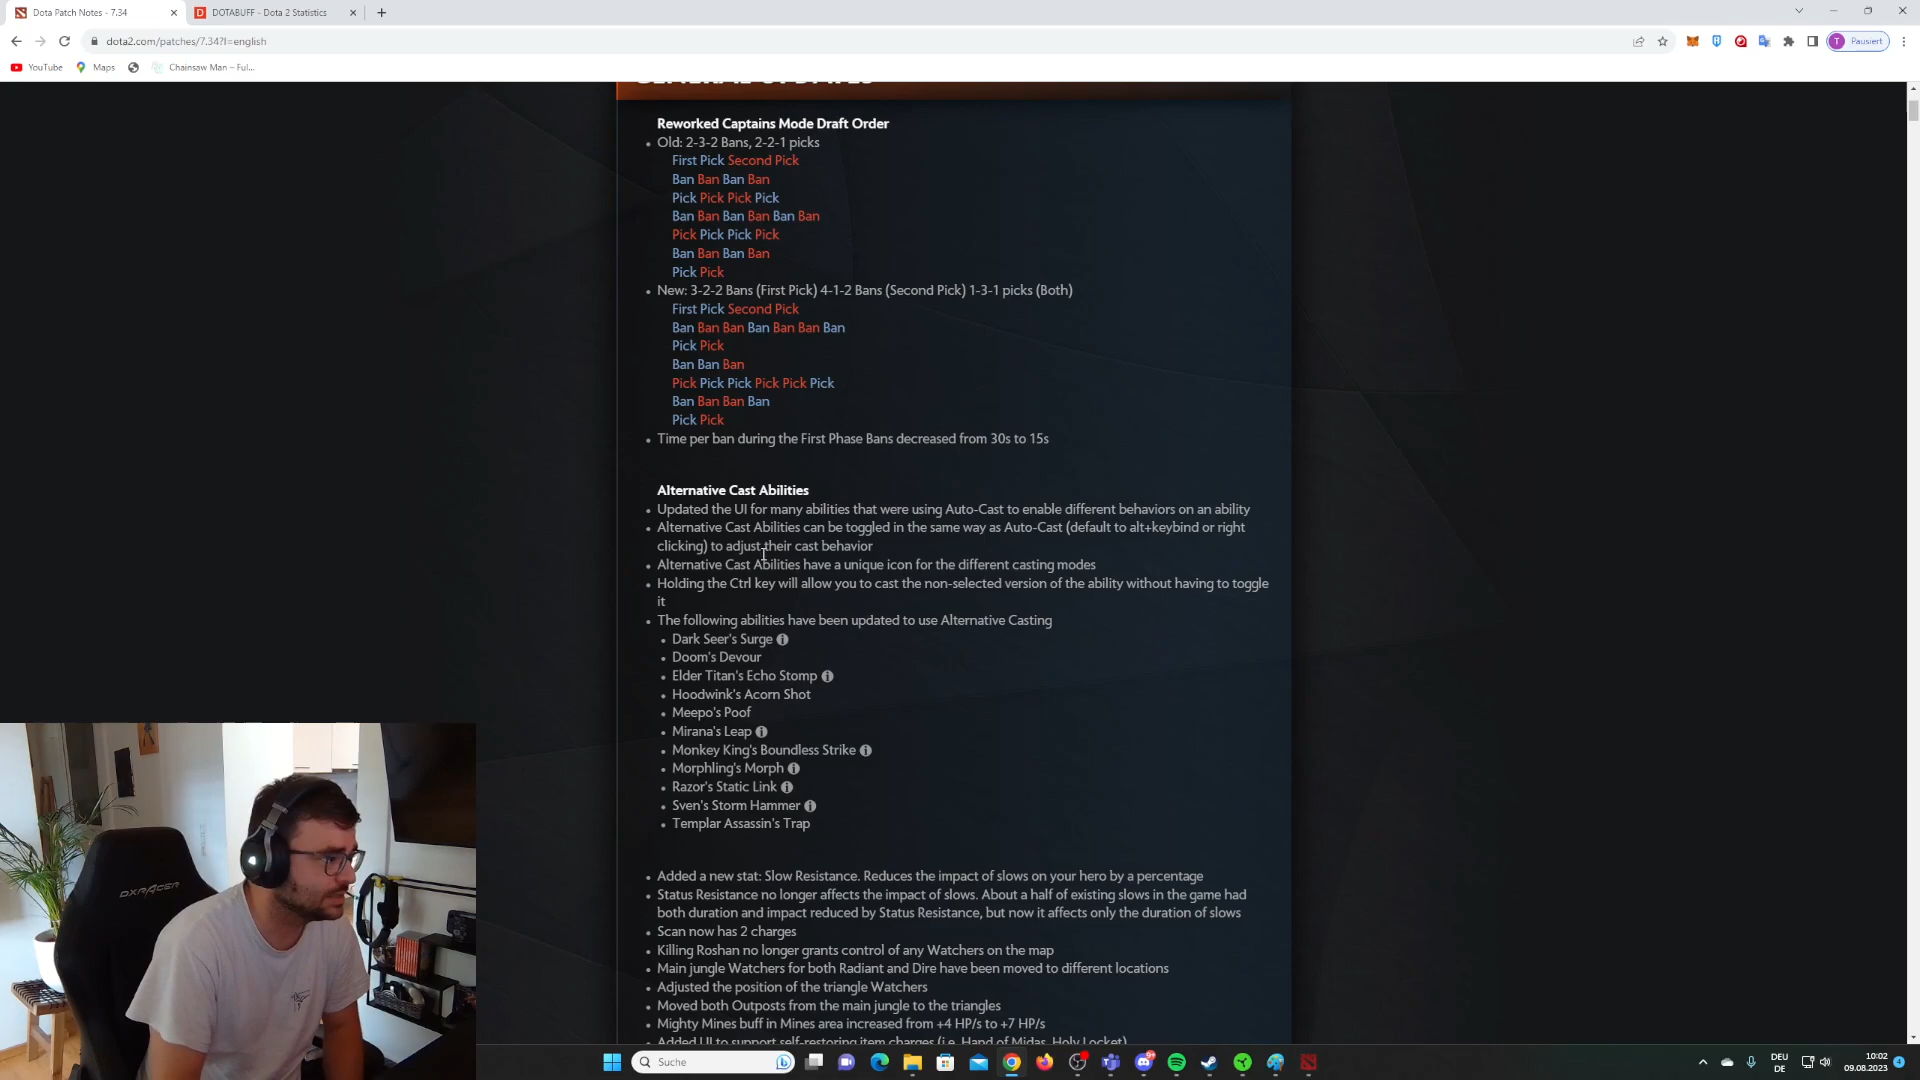 Dota Patch Notes - 7.34
DOTABUFF - Dota 2 Statistics
dota2.com/patches/7.34?l=english
T Pausiert
YouTube
Maps
Chainsaw Man – Ful...
Reworked Captains Mode Draft Order
Old: 2-3-2 Bans, 2-2-1 picks
First Pick Second Pick
Ban Ban Ban Ban
Pick Pick Pick Pick
Ban Ban Ban Ban Ban Ban
Pick Pick Pick Pick
Ban Ban Ban Ban
Pick Pick
New: 3-2-2 Bans (First Pick) 4-1-2 Bans (Second Pick) 1-3-1 picks (Both)
First Pick Second Pick
Ban Ban Ban Ban Ban Ban Ban
Pick Pick
Ban Ban Ban
Pick Pick Pick Pick Pick Pick
Ban Ban Ban Ban
Pick Pick
Time per ban during the First Phase Bans decreased from 30s to 15s
Alternative Cast Abilities
Updated the UI for many abilities that were using Auto-Cast to enable different behaviors on an ability
Alternative Cast Abilities can be toggled in the same way as Auto-Cast (default to alt+keybind or right
clicking) to adjust their cast behavior
Alternative Cast Abilities have a unique icon for the different casting modes
Holding the Ctrl key will allow you to cast the non-selected version of the ability without having to toggle
it
The following abilities have been updated to use Alternative Casting
Dark Seer's Surge
Doom's Devour
Elder Titan's Echo Stomp
Hoodwink's Acorn Shot
Meepo's Poof
Mirana's Leap
Monkey King's Boundless Strike
Morphling's Morph
Razor's Static Link
Sven's Storm Hammer
Templar Assassin's Trap
Added a new stat: Slow Resistance. Reduces the impact of slows on your hero by a percentage
Status Resistance no longer affects the impact of slows. About a half of existing slows in the game had
both duration and impact reduced by Status Resistance, but now it affects only the duration of slows
Scan now has 2 charges
Killing Roshan no longer grants control of any Watchers on the map
Main jungle Watchers for both Radiant and Dire have been moved to different locations
Adjusted the position of the triangle Watchers
Moved both Outposts from the main jungle to the triangles
Mighty Mines buff in Mines area increased from +4 HP/s to +7 HP/s
Added UI to support self-restoring item charges (i.e. Hand of Midas, Holy Locket)
DXRACER
Suche
DEU
DE
10:02
09.08.2023
4